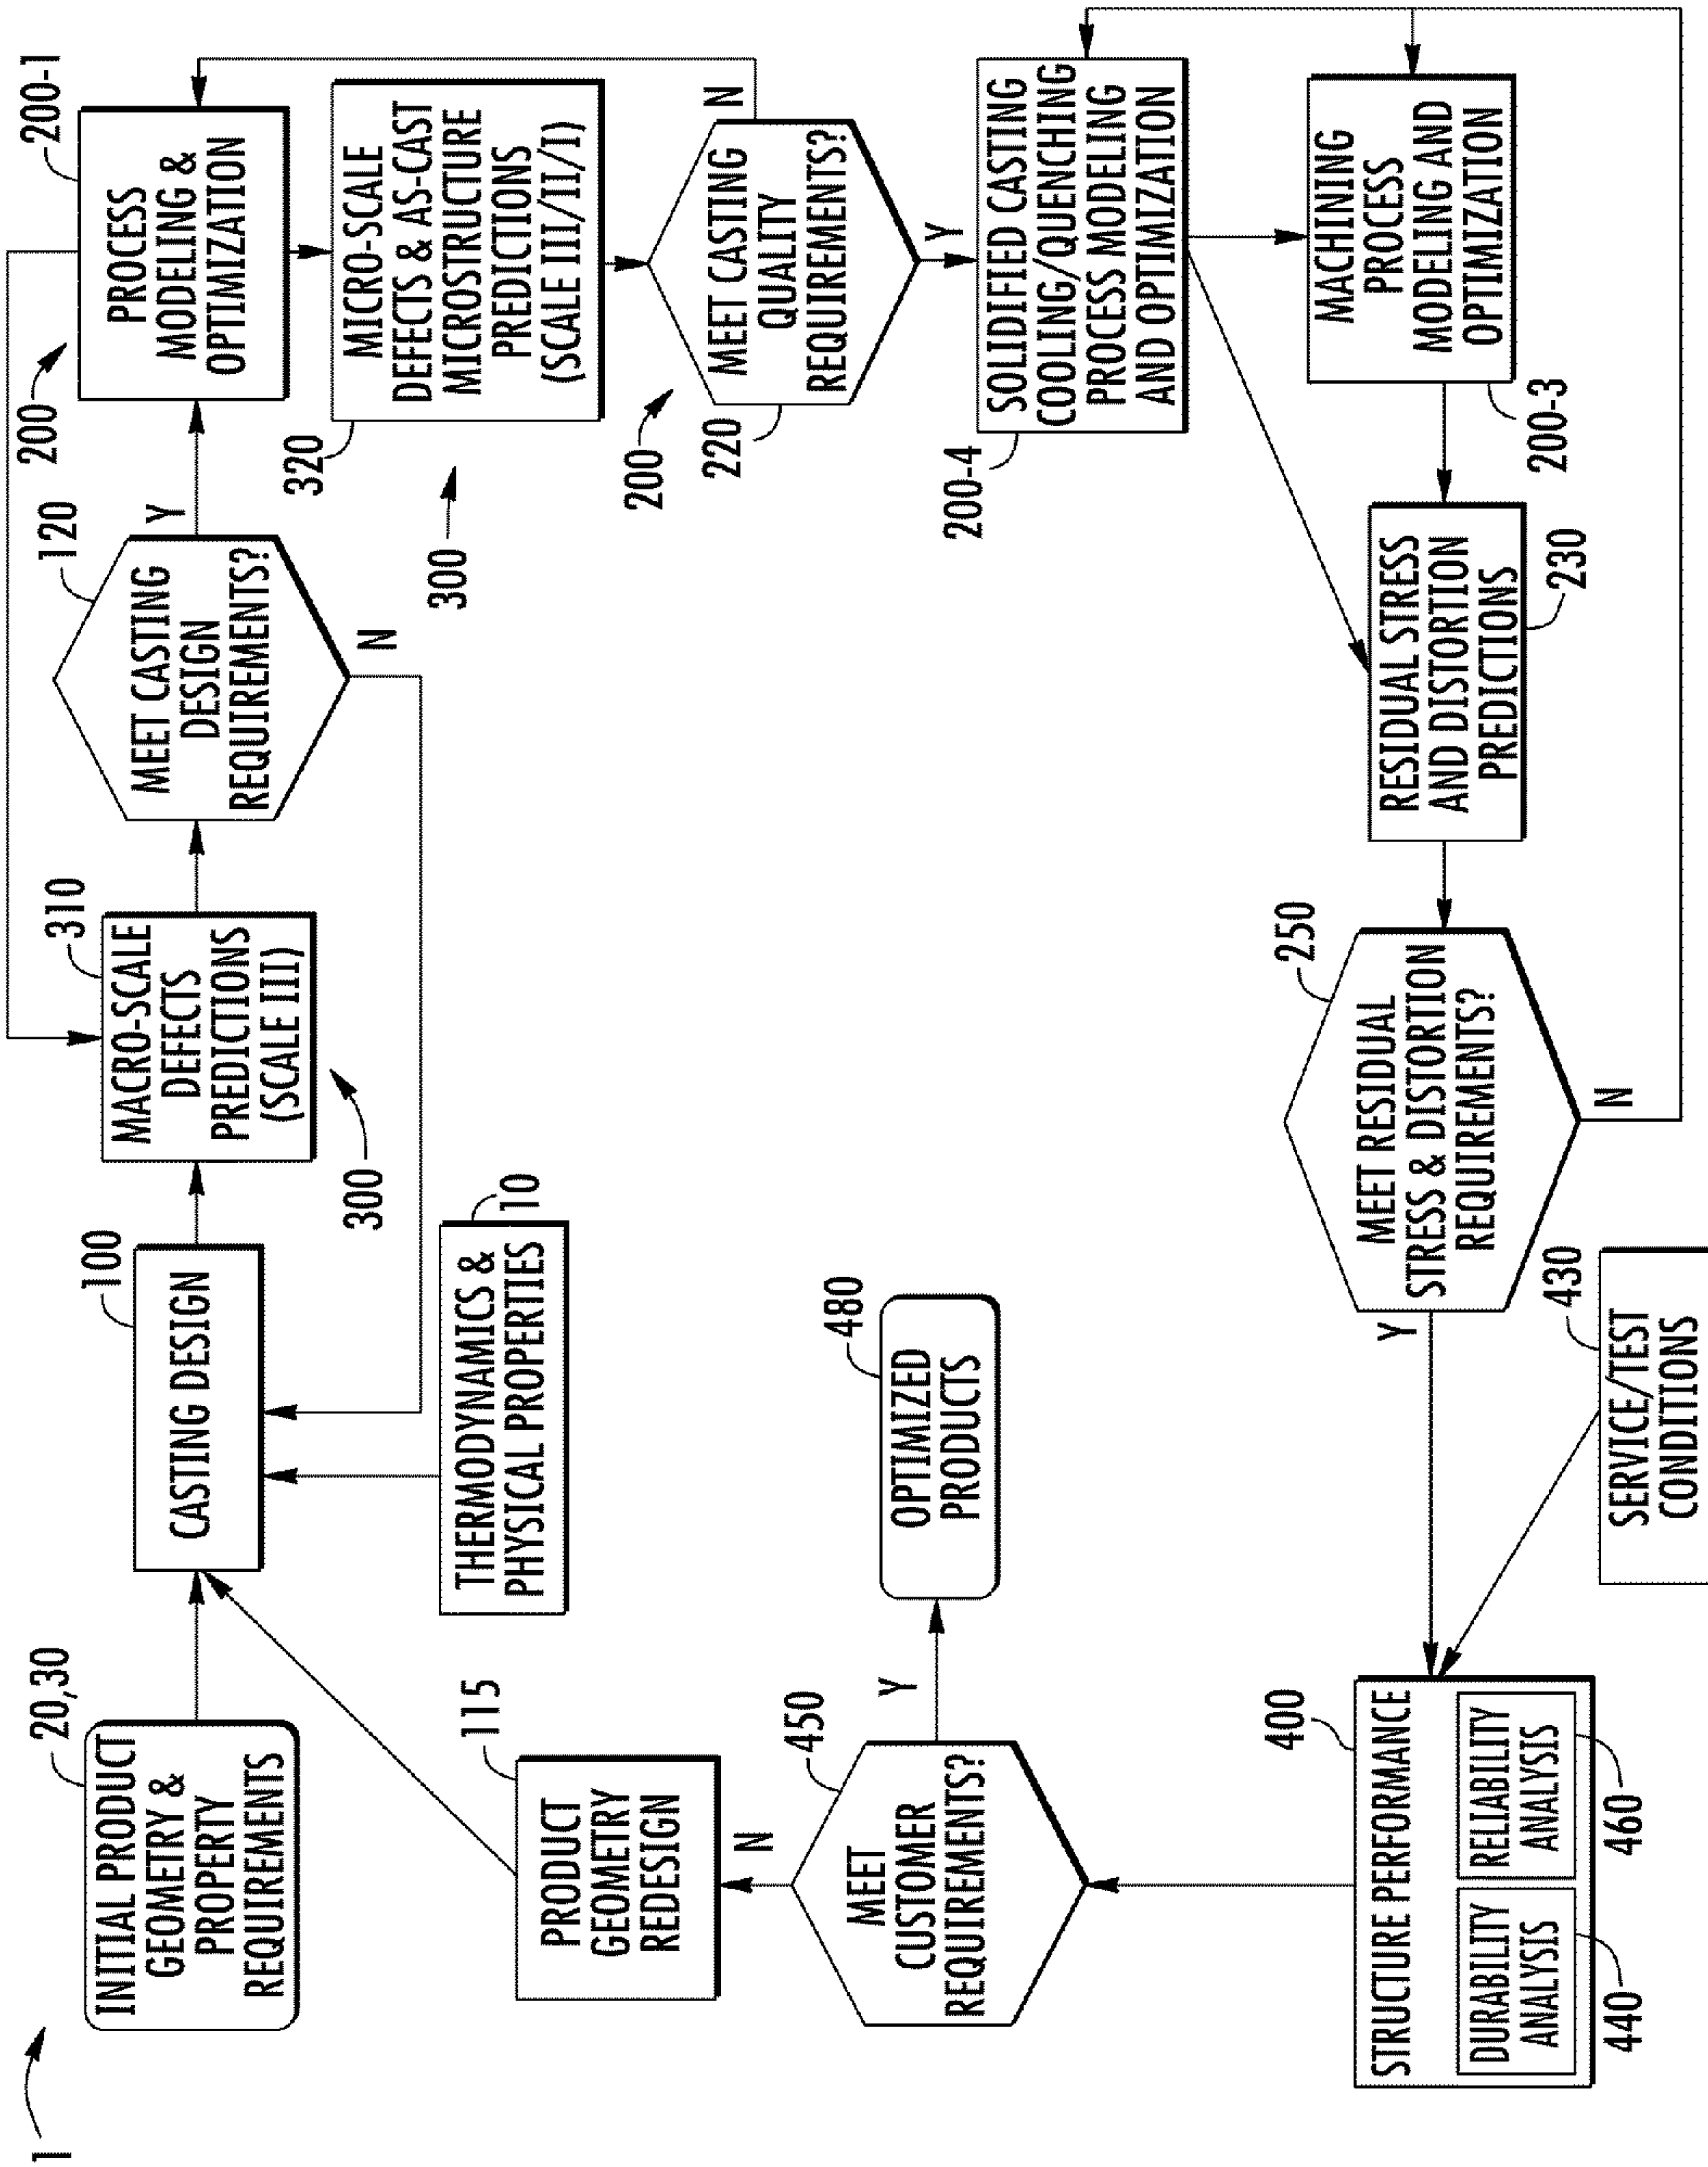 1
20,30
INITIAL PRODUCT
GEOMETRY &
PROPERTY
REQUIREMENTS
100
CASTING DESIGN
310
MACRO-SCALE
DEFECTS
PREDICTIONS
(SCALE III)
300
120
MEET CASTING
DESIGN
REQUIREMENTS?
Y
N
200
200-1
PROCESS
MODELING &
OPTIMIZATION
10
THERMODYNAMICS &
PHYSICAL PROPERTIES
320
MICRO-SCALE
DEFECTS & AS-CAST
MICROSTRUCTURE
PREDICTIONS
(SCALE III/II/I)
300
115
PRODUCT
GEOMETRY
REDESIGN
N
200
220
MEET CASTING
QUALITY
REQUIREMENTS?
N
Y
450
MEET
CUSTOMER
REQUIREMENTS?
Y
480
OPTIMIZED
PRODUCTS
200-4
SOLIDIFIED CASTING
COOLING/QUENCHING
PROCESS MODELING
AND OPTIMIZATION
400
STRUCTURE PERFORMANCE
DURABILITY
ANALYSIS
440
RELIABILITY
ANALYSIS
460
Y
250
MEET RESIDUAL
STRESS & DISTORTION
REQUIREMENTS?
N
RESIDUAL STRESS
AND DISTORTION
PREDICTIONS
230
MACHINING
PROCESS
MODELING AND
OPTIMIZATION
200-3
430
SERVICE/TEST
CONDITIONS